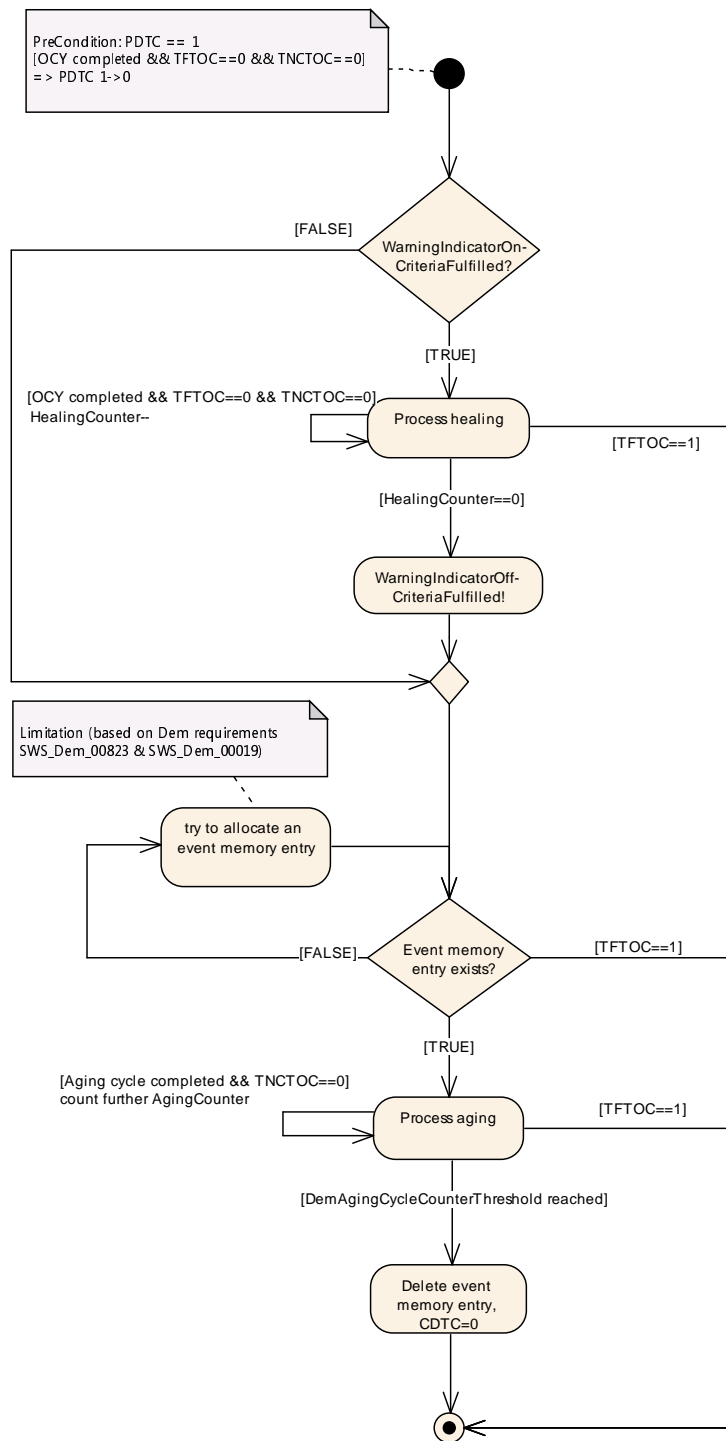 PreCondition: PDTC == 1
[OCY completed && TFTOC==0 && TNCTOC==0]
=> PDTC 1->0
[FALSE]
WarningIndicatorOn-
CriteriaFulfilled?
[TRUE]
[OCY completed && TFTOC==0 && TNCTOC==0]
HealingCounter--
Process healing
[TFTOC==1]
[HealingCounter==0]
WarningIndicatorOff-
CriteriaFulfilled!
Limitation (based on Dem requirements
SWS_Dem_00823 & SWS_Dem_00019)
try to allocate an
event memory entry
[FALSE]
Event memory
entry exists?
[TFTOC==1]
[TRUE]
[Aging cycle completed && TNCTOC==0]
count further AgingCounter
Process aging
[TFTOC==1]
[DemAgingCycleCounterThreshold reached]
Delete event
memory entry,
CDTC=0